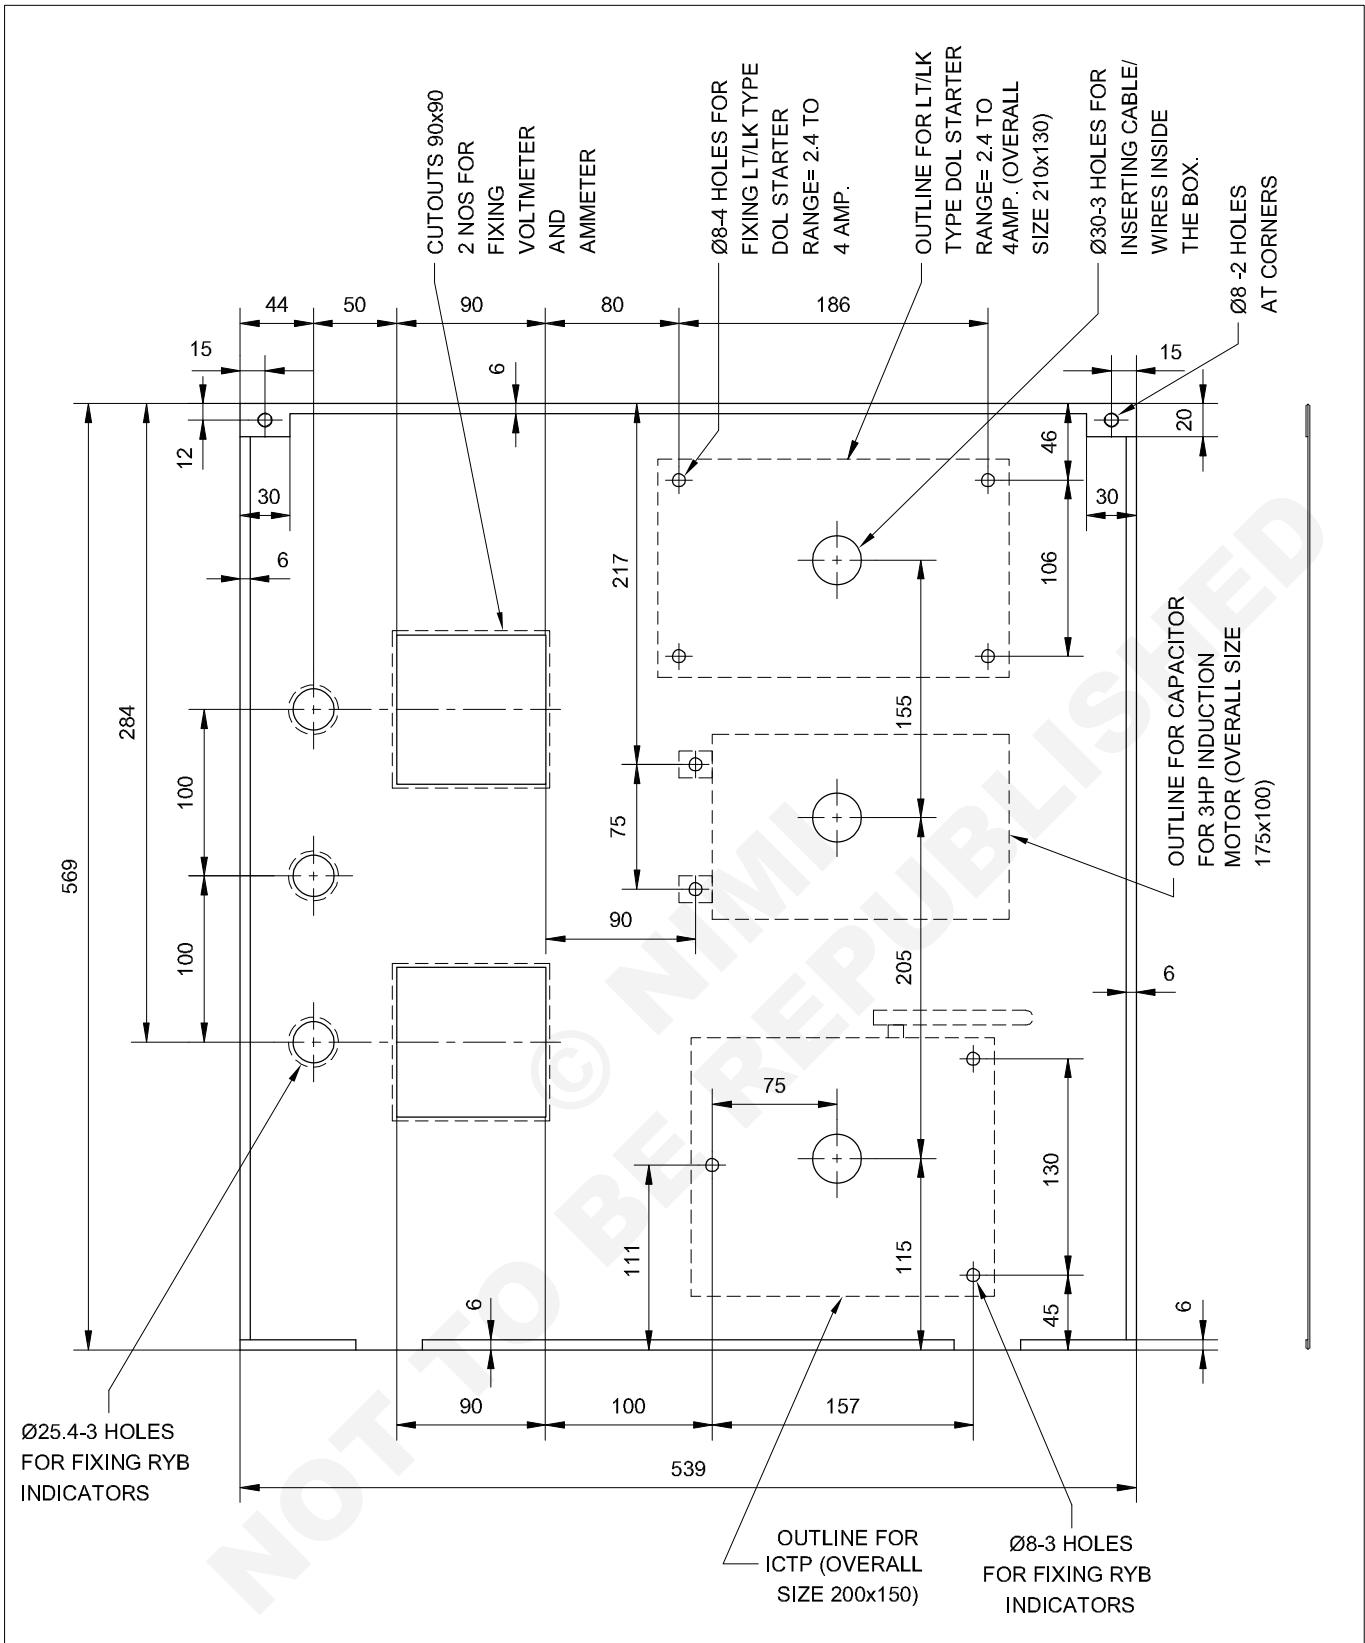 CUTOUTS 90x90
2 NOS FOR
FIXING
VOLTMETER
AND
AMMETER
Ø8-4 HOLES FOR
FIXING LT/LK TYPE
DOL STARTER
RANGE= 2.4 TO
4 AMP.
OUTLINE FOR LT/LK
TYPE DOL STARTER
RANGE= 2.4 TO
4AMP. (OVERALL
SIZE 210x130)
Ø30-3 HOLES FOR
INSERTING CABLE/
WIRES INSIDE
THE BOX.
Ø8 -2 HOLES
AT CORNERS
44
50
90
80
186
15
6
15
12
20
46
30
30
6
217
106
155
284
100
75
569
OUTLINE FOR CAPACITOR
FOR 3HP INDUCTION
MOTOR (OVERALL SIZE
175x100)
90
100
205
6
75
130
111
115
6
45
6
90
100
157
539
Ø25.4-3 HOLES
FOR FIXING RYB
INDICATORS
OUTLINE FOR
ICTP (OVERALL
SIZE 200x150)
Ø8-3 HOLES
FOR FIXING RYB
INDICATORS
© NIMI
NOT TO BE REPUBLISHED